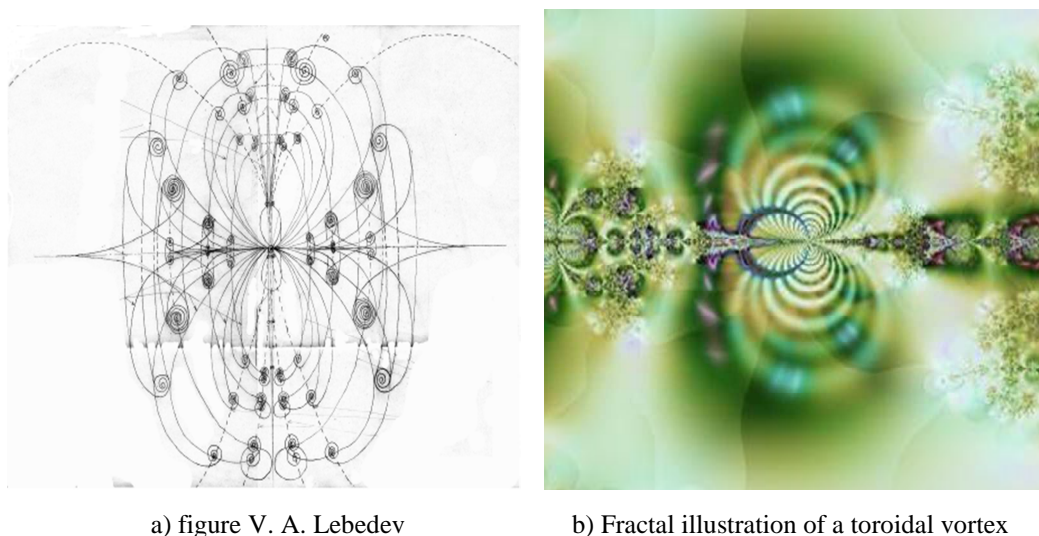 a) figure V. A. Lebedev
b) Fractal illustration of a toroidal vortex